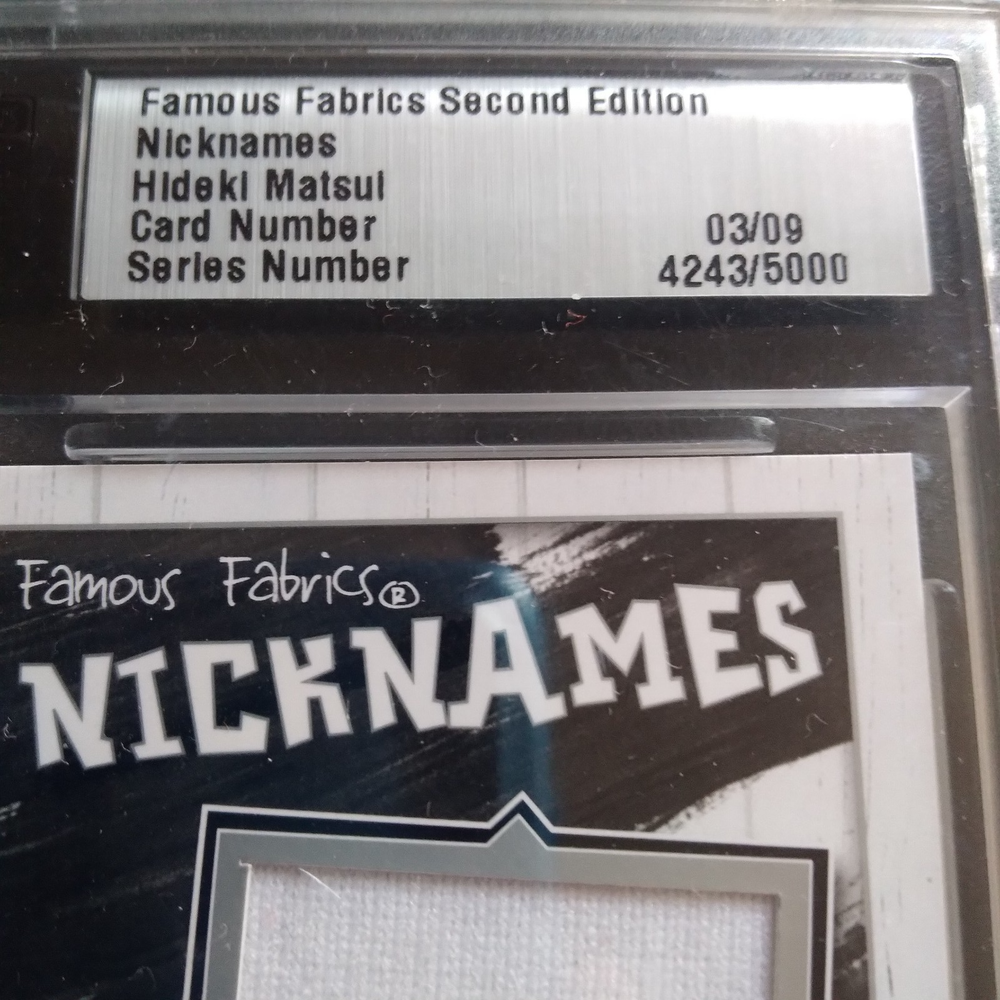 Famous Fabrics Second Edition
Nicknames
Hideki Matsui
Card Number 03/09
Series Number 4243/5000
Famous Fabrics®
NICKNAMES